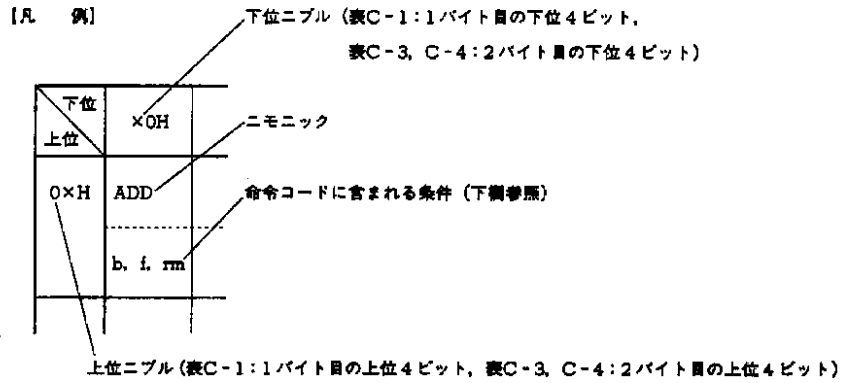 [凡 例]
下位ニブル (表C-1:1バイト目の下位4ビット,
表C-3, C-4:2バイト目の下位4ビット)
下位
上位
×0H
ニモニック
0×H
ADD
命令コードに含まれる条件 (下欄参照)
b, f, rm
上位ニブル(表C-1:1バイト目の上位4ビット, 表C-3, C-4:2バイト目の上位4ビット)